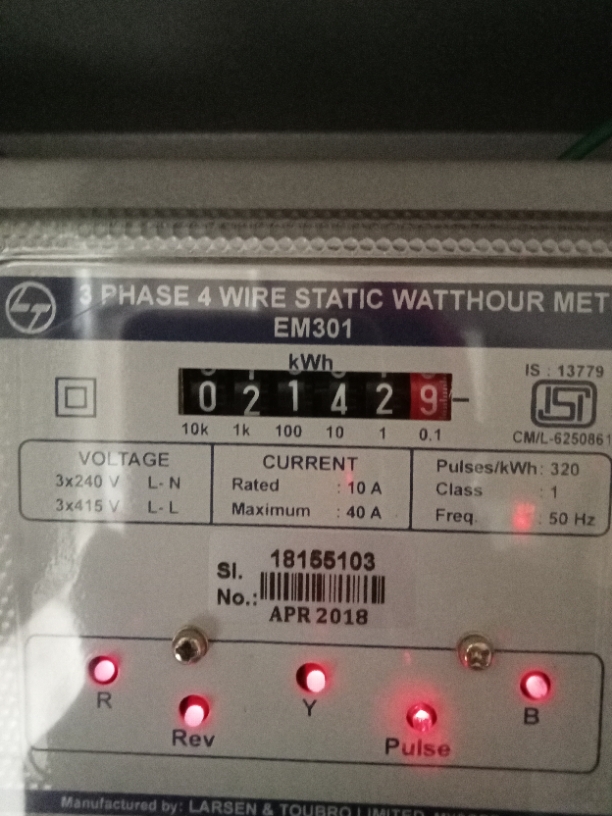 LT
3 PHASE 4 WIRE STATIC WATTHOUR MET
EM301
kWh
0 2 1 4 2 9
10k 1k 100 10 1 0.1
IS : 13779
ISI
CM/L-6250861
VOLTAGE
3x240 V L- N
3x415 V L- L
CURRENT
Rated : 10 A
Maximum : 40 A
Pulses/kWh: 320
Class : 1
Freq. : 50 Hz
Sl. No.: 18155103
APR 2018
R
Rev
Y
Pulse
B
Manufactured by: LARSEN & TOUBRO LIMITED,